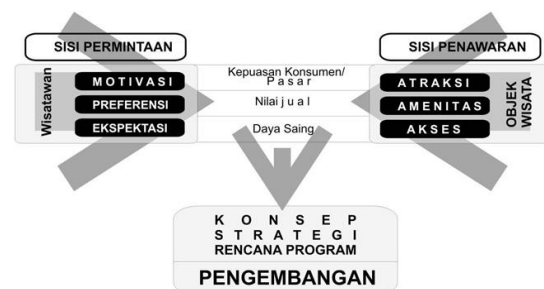 SISI PERMINTAAN
SISI PENAWARAN
Wisatawan
MOTIVASI
PREFERENSI
EKSPEKTASI
Kepuasan Konsumen/
Pasar
Nilai jual
Daya Saing
ATRAKSI
AMENITAS
AKSES
OBJEK
WISATA
KONSEP
STRATEGI
RENCANA PROGRAM
PENGEMBANGAN